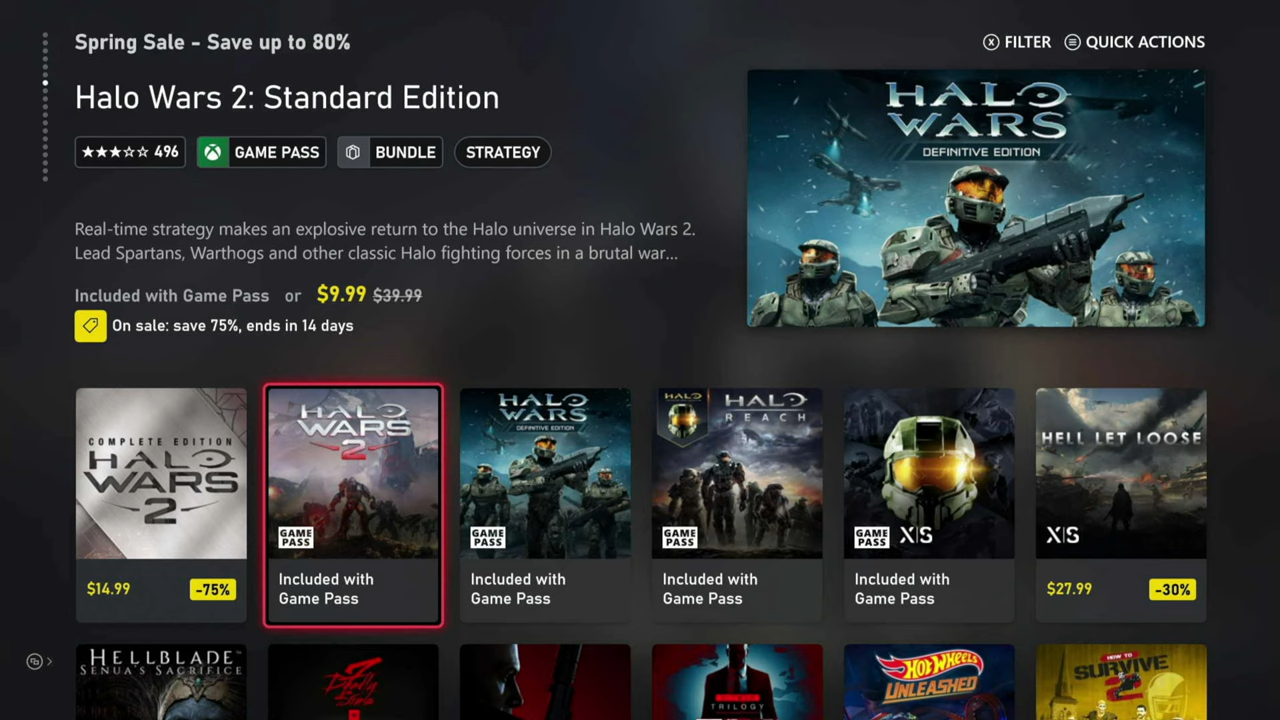 Spring Sale - Save up to 80%
X FILTER
QUICK ACTIONS
Halo Wars 2: Standard Edition
★★★☆☆ 496
GAME PASS
BUNDLE
STRATEGY
Real-time strategy makes an explosive return to the Halo universe in Halo Wars 2.
Lead Spartans, Warthogs and other classic Halo fighting forces in a brutal war...
Included with Game Pass or $9.99 $39.99
On sale: save 75%, ends in 14 days
HALO
WARS
DEFINITIVE EDITION
COMPLETE EDITION
HALO
WARS
2
$14.99
-75%
HALO
WARS
2
GAME
PASS
Included with
Game Pass
HALO
WARS
DEFINITIVE EDITION
GAME
PASS
Included with
Game Pass
HALO
HALO
REACH
GAME
PASS
Included with
Game Pass
GAME
PASS
X|S
Included with
Game Pass
HELL LET LOOSE
X|S
$27.99
-30%
HELLBLADE
SENUA'S SACRIFICE
TRILOGY
HOT WHEELS
UNLEASHED
HOW TO
SURVIVE
2